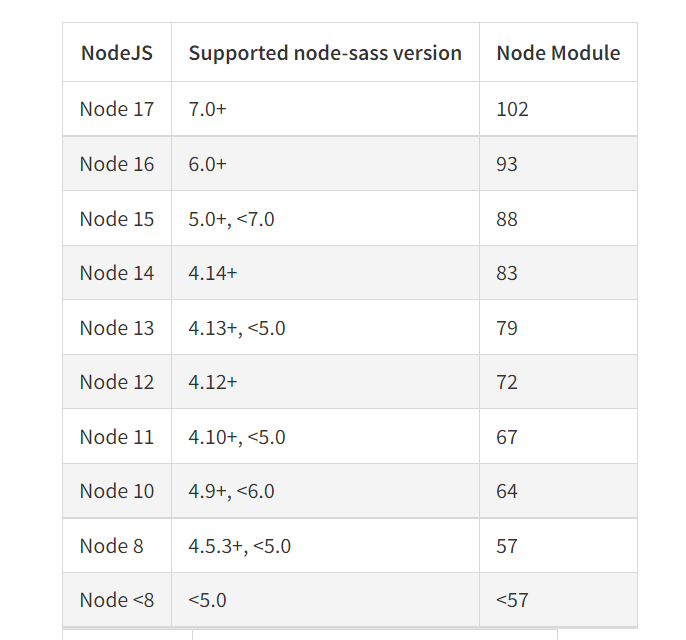 NodeJS Supported node-sass version Node Module
Node 17 7.0+ 102
Node 16 6.0+ 93
Node 15 5.0+, <7.0 88
Node 14 4.14+ 83
Node 13 4.13+, <5.0 79
Node 12 4.12+ 72
Node 11 4.10+, <5.0 67
Node 10 4.9+, <6.0 64
Node 8 4.5.3+, <5.0 57
Node <8 <5.0 <57